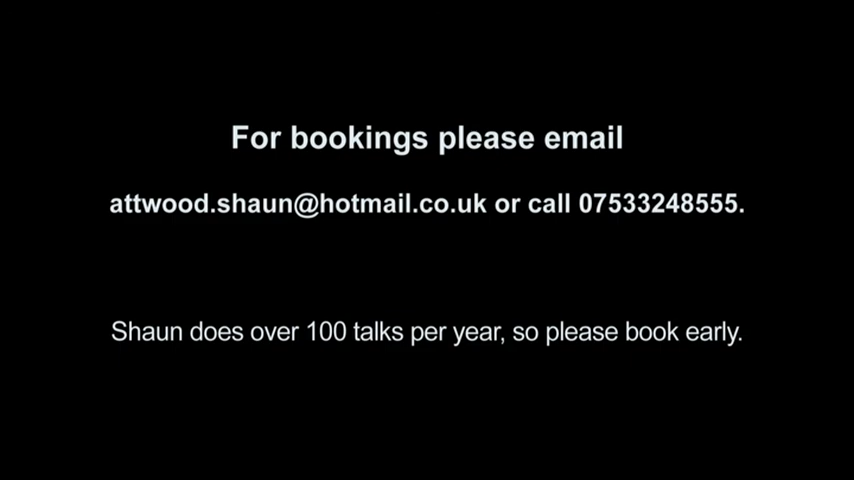 For bookings please email
attwood.shaun@hotmail.co.uk or call 07533248555.
Shaun does over 100 talks per year, so please book early.